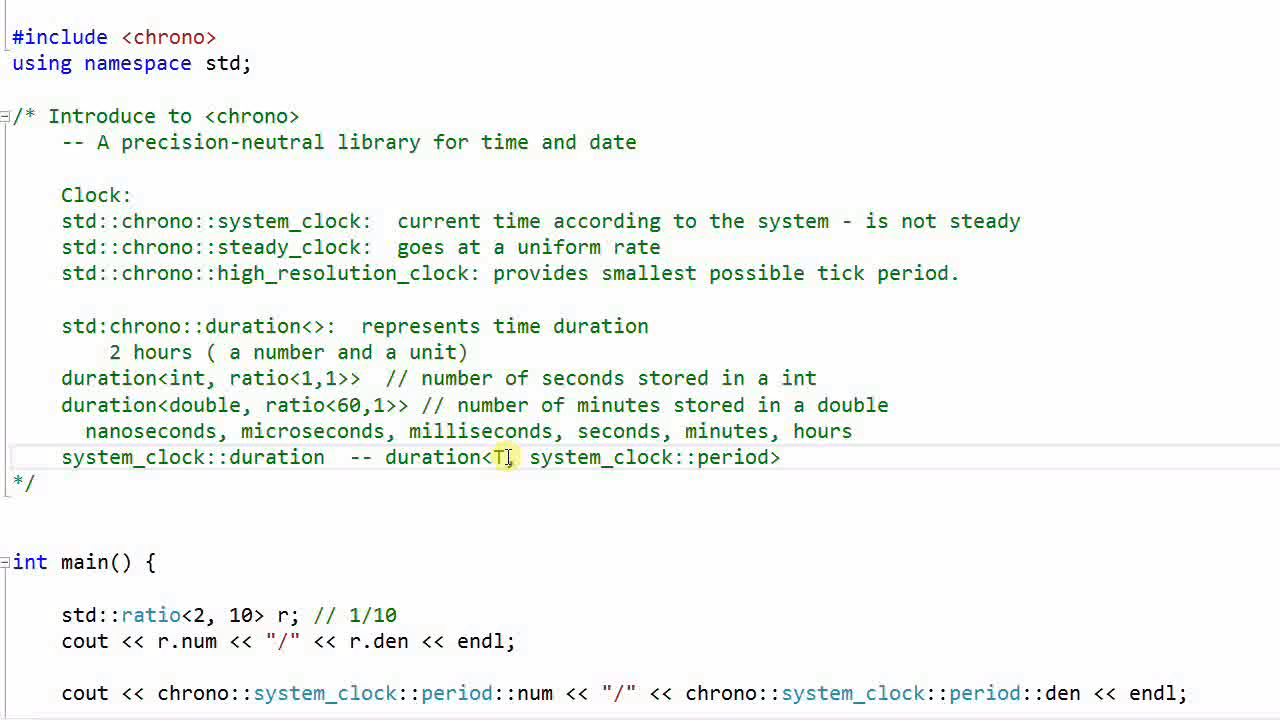 #include <chrono>
using namespace std;
/* Introduce to <chrono>
-- A precision-neutral library for time and date
Clock:
std::chrono::system_clock:  current time according to the system - is not steady
std::chrono::steady_clock:  goes at a uniform rate
std::chrono::high_resolution_clock: provides smallest possible tick period.
std:chrono::duration<>:  represents time duration
2 hours ( a number and a unit)
duration<int, ratio<1,1>>  // number of seconds stored in a int
duration<double, ratio<60,1>> // number of minutes stored in a double
nanoseconds, microseconds, milliseconds, seconds, minutes, hours
system_clock::duration  -- duration<T, system_clock::period>
*/
int main() {
std::ratio<2, 10> r; // 1/10
cout << r.num << "/" << r.den << endl;
cout << chrono::system_clock::period::num << "/" << chrono::system_clock::period::den << endl;